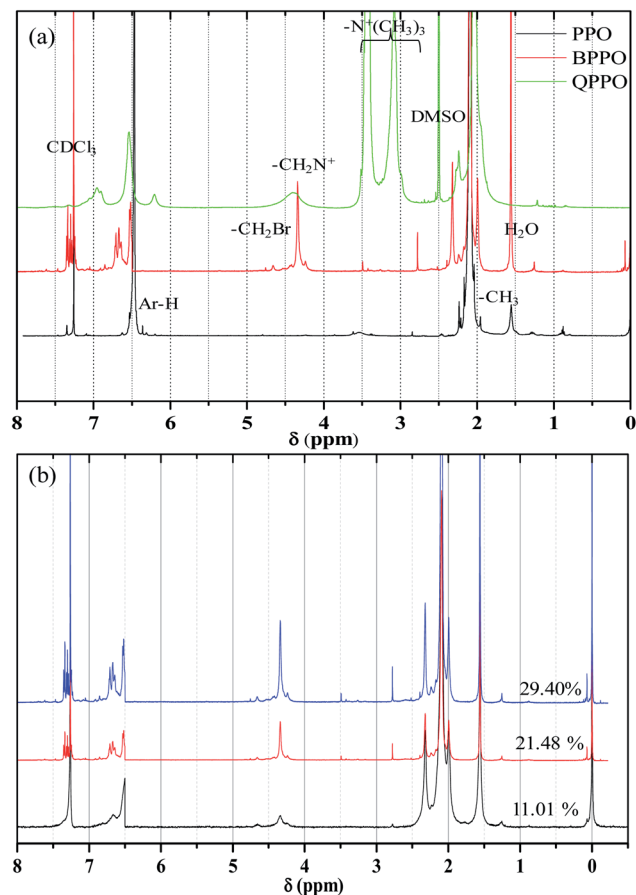 (a)
-N⁺(CH₃)₃
PPO
BPPO
QPPO
CDCl₃
DMSO
-CH₂N⁺
-CH₂Br
H₂O
Ar-H
-CH₃
8 7 6 5 4 3 2 1 0
δ (ppm)
(b)
29.40%
21.48 %
11.01 %
8 7 6 5 4 3 2 1 0
δ (ppm)